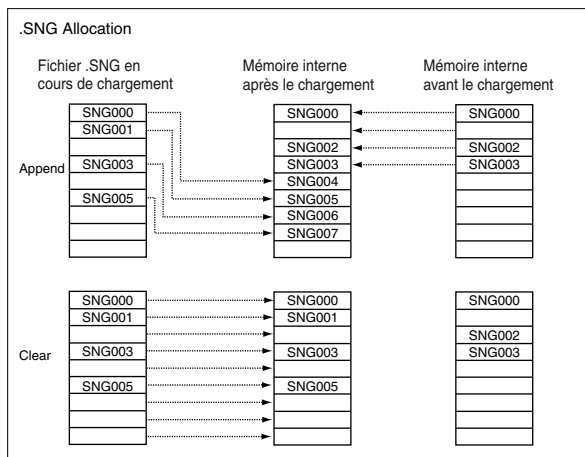 .SNG Allocation
Fichier .SNG en
cours de chargement
Mémoire interne
après le chargement
Mémoire interne
avant le chargement
Append
SNG000
SNG001
SNG003
SNG005
SNG000
SNG002
SNG003
SNG004
SNG005
SNG006
SNG007
SNG000
SNG002
SNG003
Clear
SNG000
SNG001
SNG003
SNG005
SNG000
SNG001
SNG003
SNG005
SNG000
SNG002
SNG003